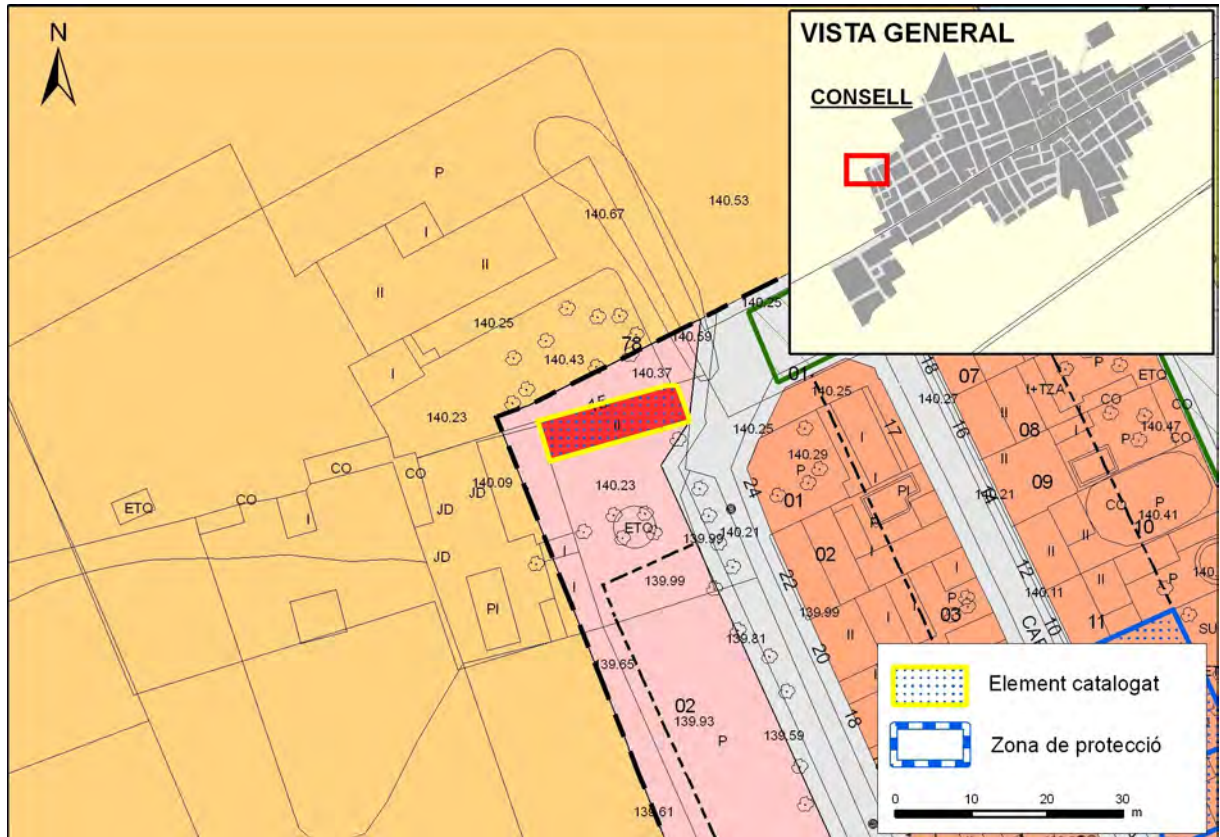 N
VISTA GENERAL
CONSELL
P
140.67
140.53
I
II
II
140.25
140.25
140.59
78
140.43
140.37
I
01
140.25
140.27
18
07
I+TZA
P
ETQ
CO
CO
140.23
II
140.25
17
16
II
I
08
140.47
P
CO
140.29
P
I
CO
CO
CO
140.09
JD
140.23
24
01
PI
I
14
140.21
II
09
P
140.41
CO
10
ETQ
I
JD
ETQ
139.99
140.21
JD
I
I
139.99
22
02
I
I
12
140.11
II
II
P
PI
139.99
II
I
P
03
10
11
139.81
20
139.65
I
02
139.93
P
139.59
18
139.61
Element catalogat
Zona de protecció
0 10 20 30
m